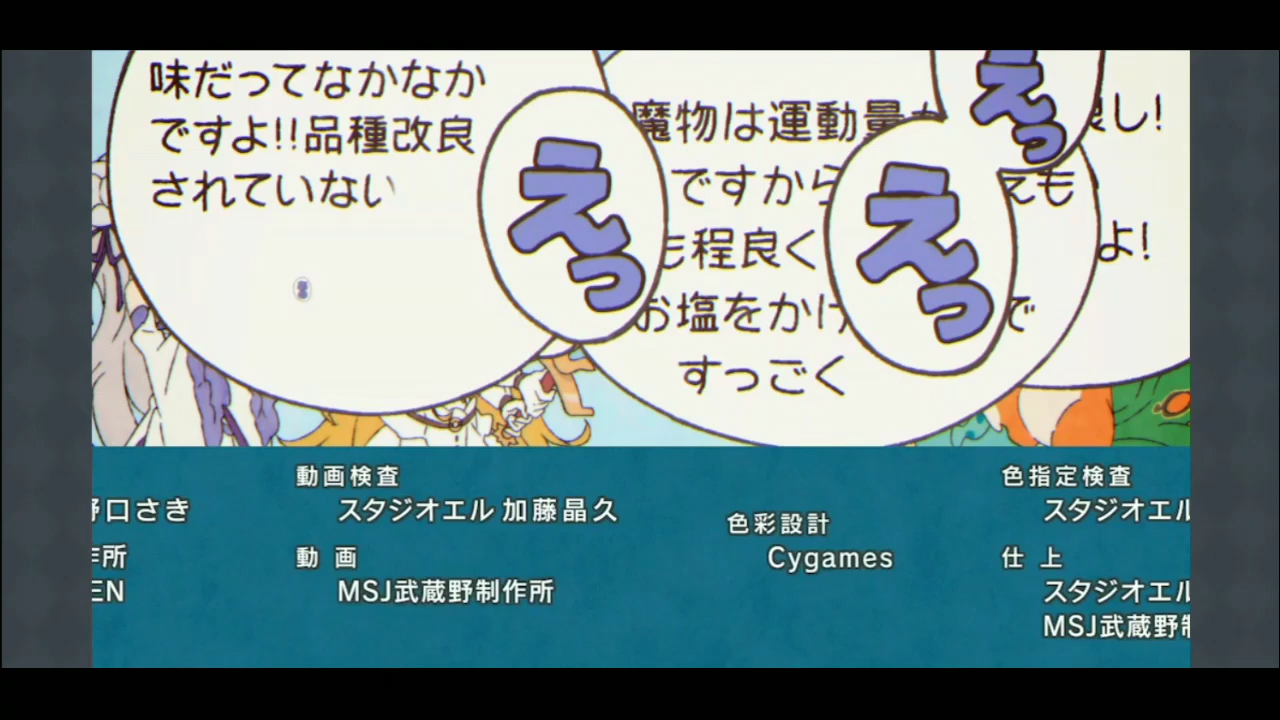 味だってなかなか
ですよ!!品種改良
されていない
えっ
魔物は運動量
ですから
程良く
お塩をかけ
すっごく
えっ
えっ
良し!
えも
よ!
で
野口さき
作所
EN
動画検査
スタジオエル 加藤晶久
動 画
MSJ武蔵野制作所
色彩設計
Cygames
色指定検査
スタジオエル
仕 上
スタジオエル
MSJ武蔵野制